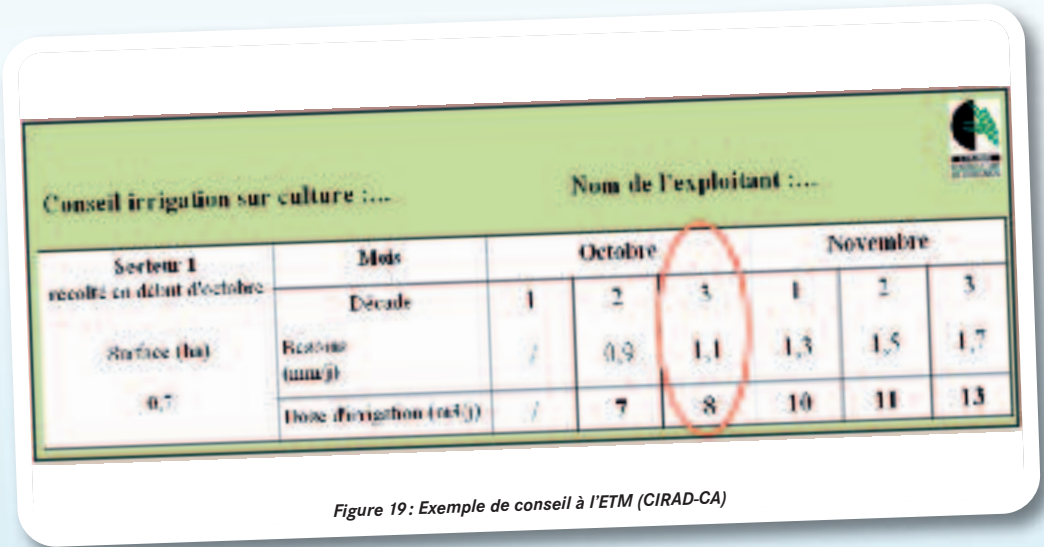 Conseil irrigation sur culture :... Nom de l'exploitant :...
Secteur 1 Mois Octobre Novembre
récolté en début d'octobre Décade 1 2 3 1 2 3
Surface (ha) Besoins (mm/j) / 0,9 1,1 1,3 1,5 1,7
0,7 Dose d'irrigation (m3/j) / 7 8 10 11 13
Figure 19 : Exemple de conseil à l'ETM (CIRAD-CA)